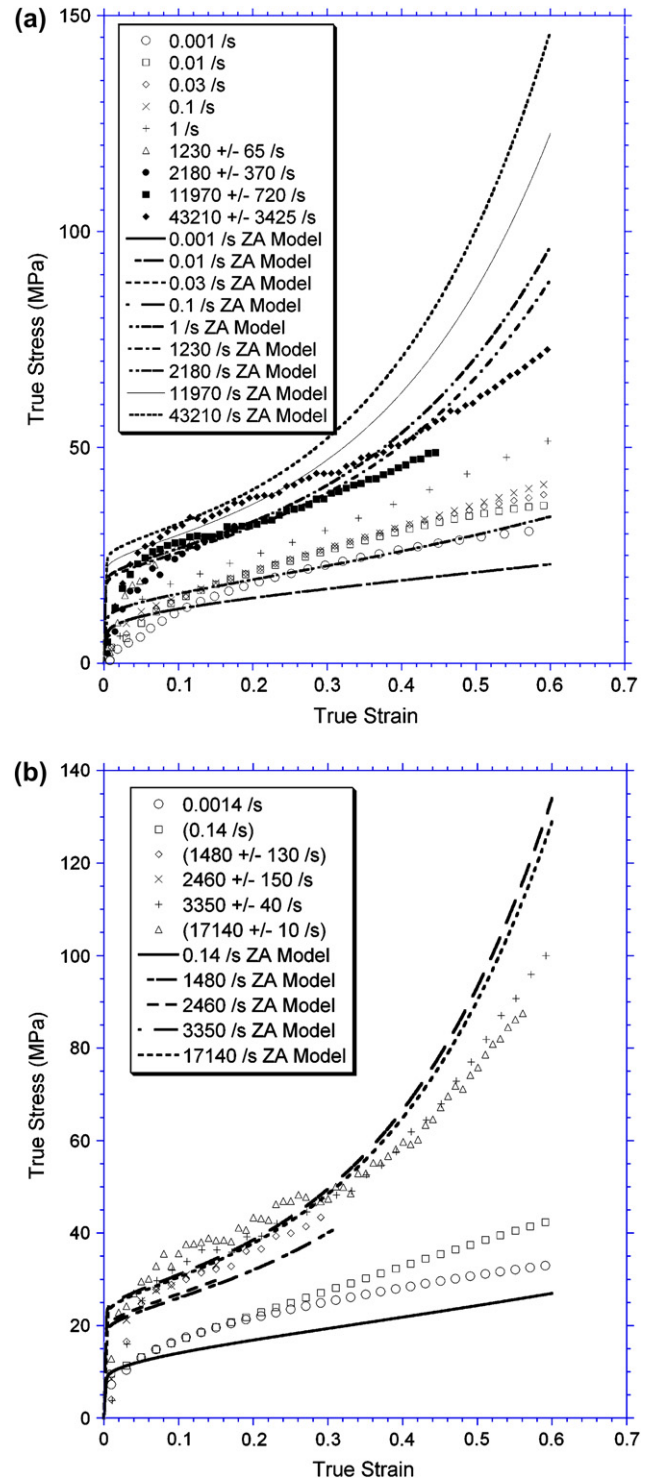 (a)
150
100
50
0
True Stress (MPa)
0.001 /s
0.01 /s
0.03 /s
0.1 /s
1 /s
1230 +/- 65 /s
2180 +/- 370 /s
11970 +/- 720 /s
43210 +/- 3425 /s
0.001 /s ZA Model
0.01 /s ZA Model
0.03 /s ZA Model
0.1 /s ZA Model
1 /s ZA Model
1230 /s ZA Model
2180 /s ZA Model
11970 /s ZA Model
43210 /s ZA Model
0 0.1 0.2 0.3 0.4 0.5 0.6 0.7
True Strain
(b)
140
120
100
80
60
40
20
0
True Stress (MPa)
0.0014 /s
(0.14 /s)
(1480 +/- 130 /s)
2460 +/- 150 /s
3350 +/- 40 /s
(17140 +/- 10 /s)
0.14 /s ZA Model
1480 /s ZA Model
2460 /s ZA Model
3350 /s ZA Model
17140 /s ZA Model
0 0.1 0.2 0.3 0.4 0.5 0.6 0.7
True Strain